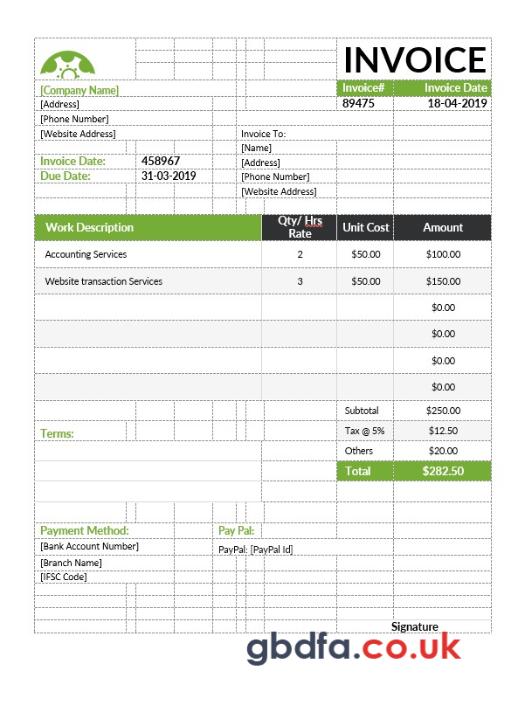 INVOICE
[Company Name]
Invoice# Invoice Date
[Address]
89475 18-04-2019
[Phone Number]
[Website Address]
Invoice To:
[Name]
Invoice Date: 458967
[Address]
Due Date: 31-03-2019
[Phone Number]
[Website Address]
Work Description Qty/ Hrs Rate Unit Cost Amount
Accounting Services 2 $50.00 $100.00
Website transaction Services 3 $50.00 $150.00
$0.00
$0.00
$0.00
$0.00
Subtotal $250.00
Terms:
Tax @ 5% $12.50
Others $20.00
Total $282.50
Payment Method: Pay Pal:
[Bank Account Number]
PayPal: [PayPal Id]
[Branch Name]
[IFSC Code]
Signature
gbdfa.co.uk